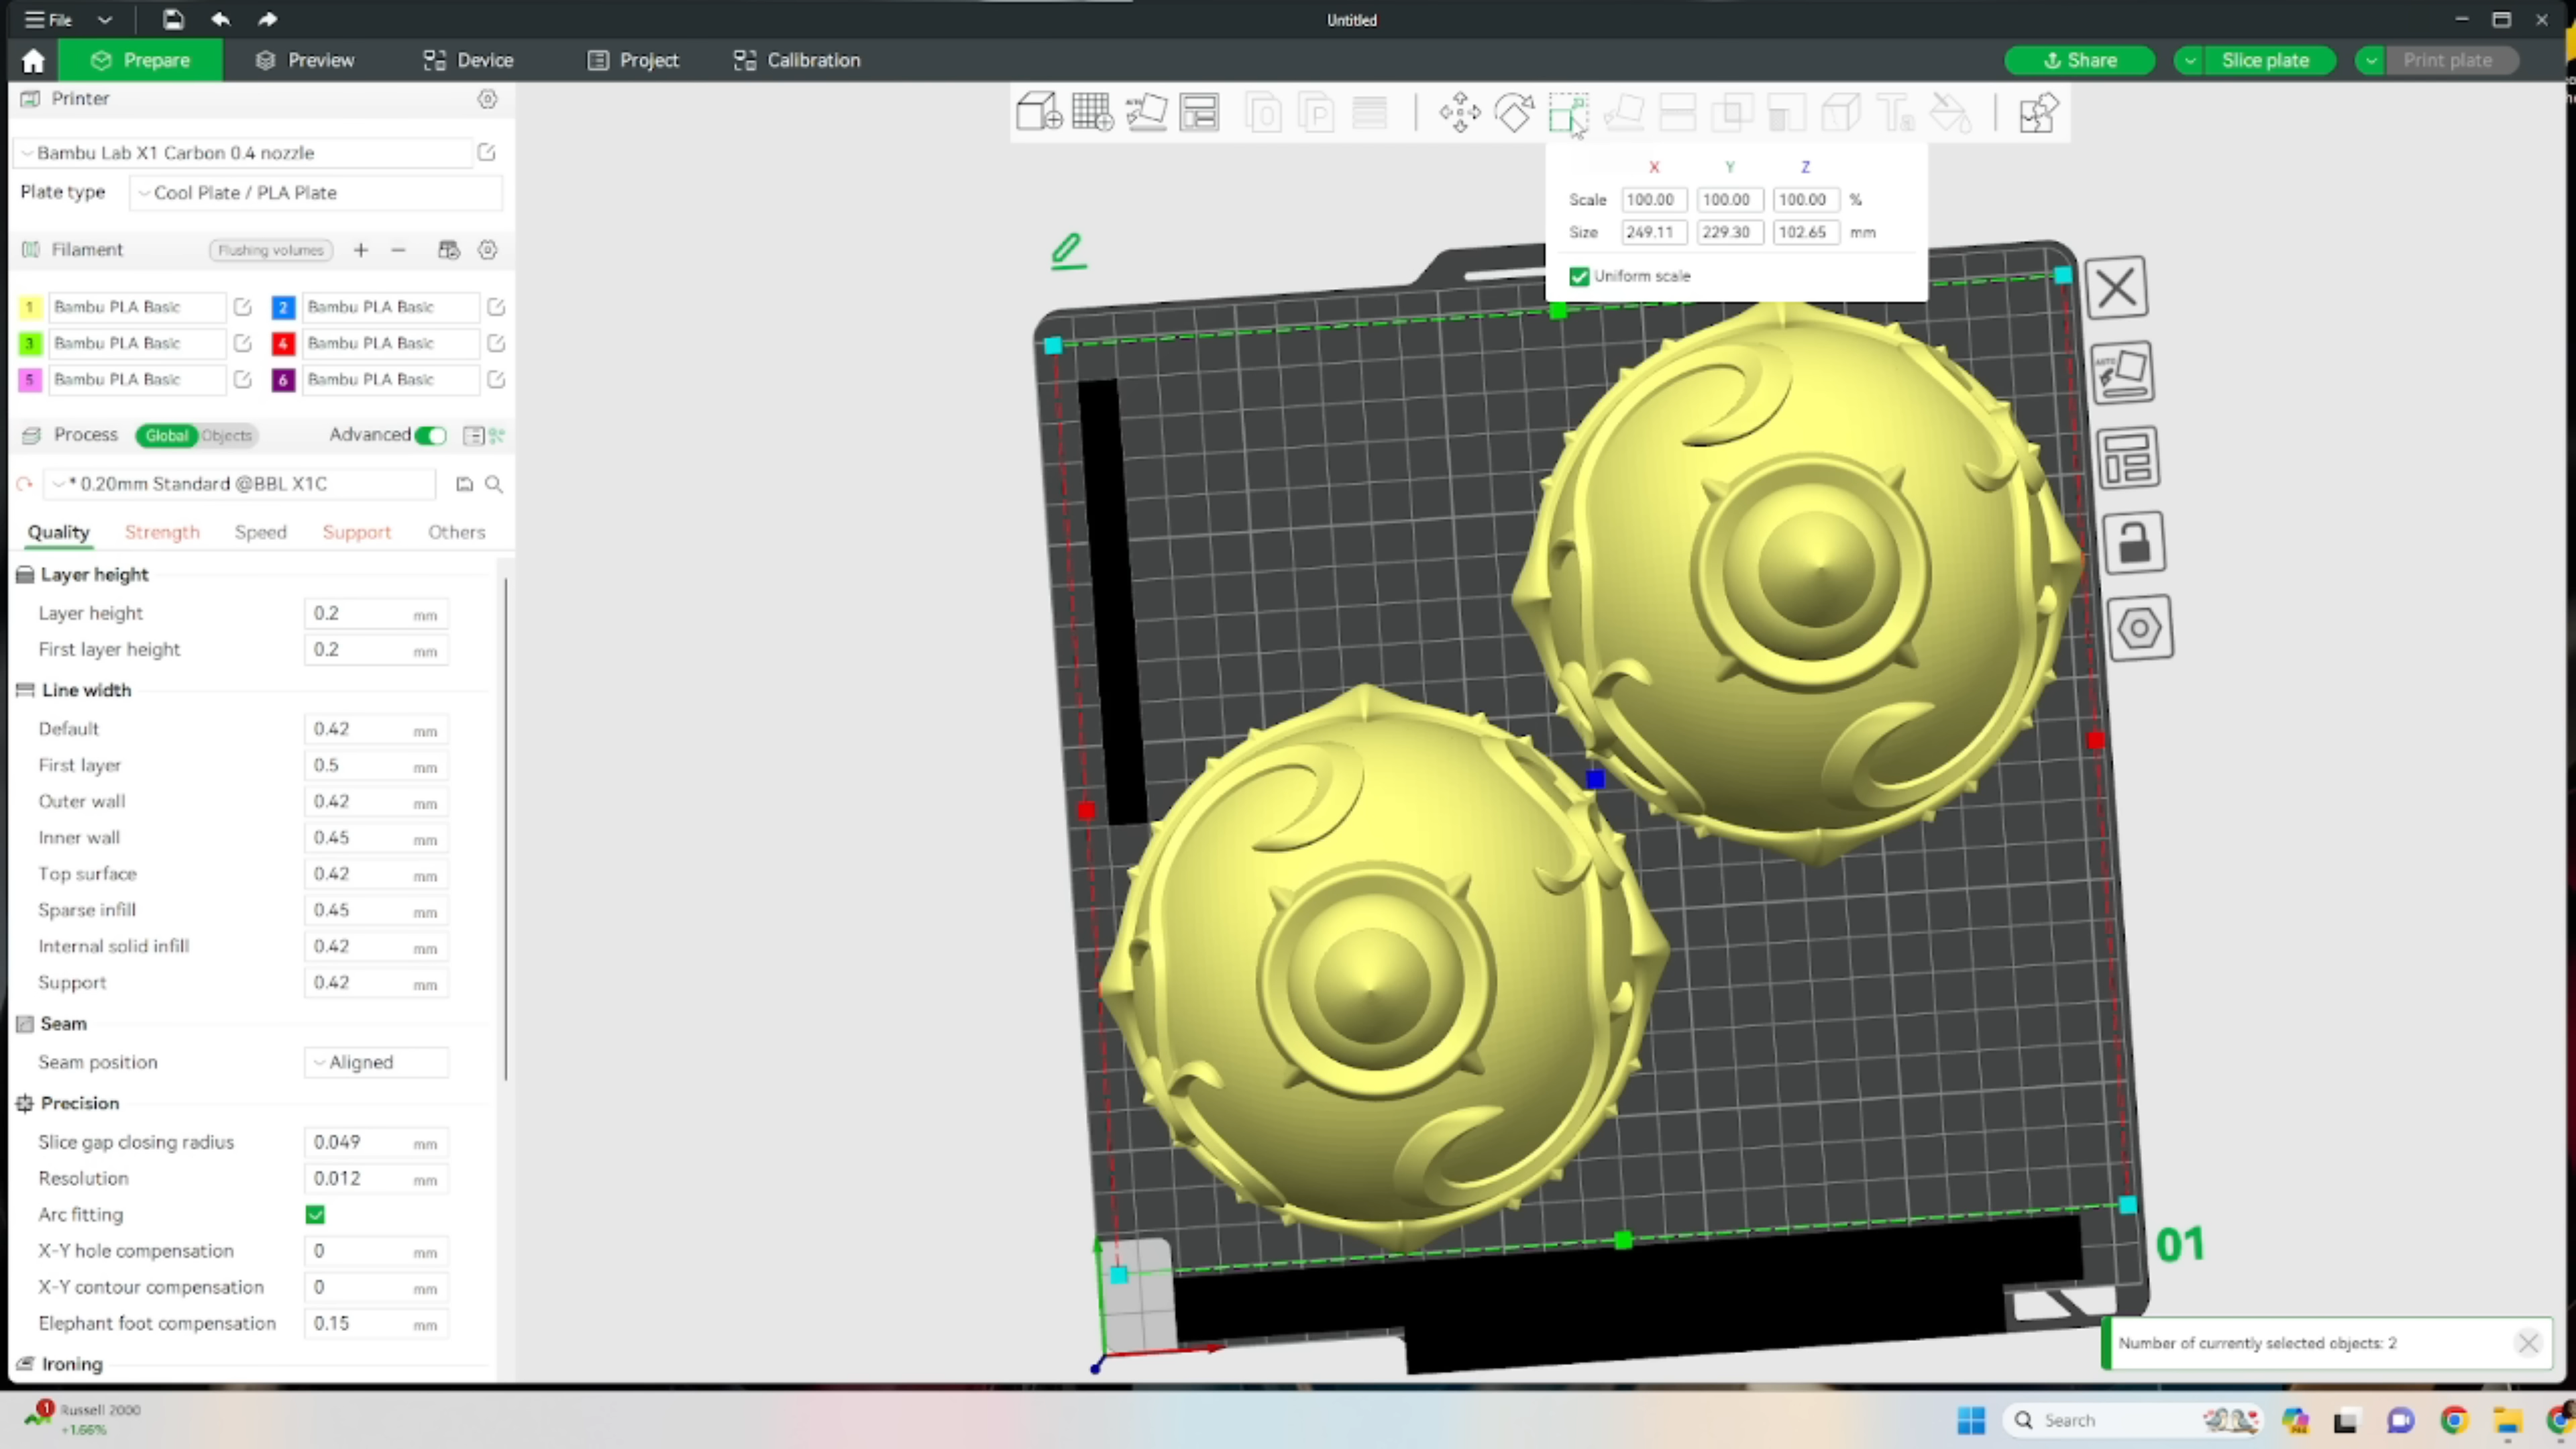 File
Untitled
Prepare
Preview
Device
Project
Calibration
Share
Slice plate
Print plate
Printer
Bambu Lab X1 Carbon 0.4 nozzle
Plate type Cool Plate / PLA Plate
Filament Flushing volumes + −
1 Bambu PLA Basic 2 Bambu PLA Basic
3 Bambu PLA Basic 4 Bambu PLA Basic
5 Bambu PLA Basic 6 Bambu PLA Basic
Process Global Objects Advanced
* 0.20mm Standard @BBL X1C
Quality Strength Speed Support Others
Layer height
Layer height 0.2 mm
First layer height 0.2 mm
Line width
Default 0.42 mm
First layer 0.5 mm
Outer wall 0.42 mm
Inner wall 0.45 mm
Top surface 0.42 mm
Sparse infill 0.45 mm
Internal solid infill 0.42 mm
Support 0.42 mm
Seam
Seam position Aligned
Precision
Slice gap closing radius 0.049 mm
Resolution 0.012 mm
Arc fitting
X-Y hole compensation 0 mm
X-Y contour compensation 0 mm
Elephant foot compensation 0.15 mm
Ironing
X Y Z
Scale 100.00 100.00 100.00 %
Size 249.11 229.30 102.65 mm
Uniform scale
AUTO
01
Number of currently selected objects: 2
1
Russell 2000
+1.66%
Search